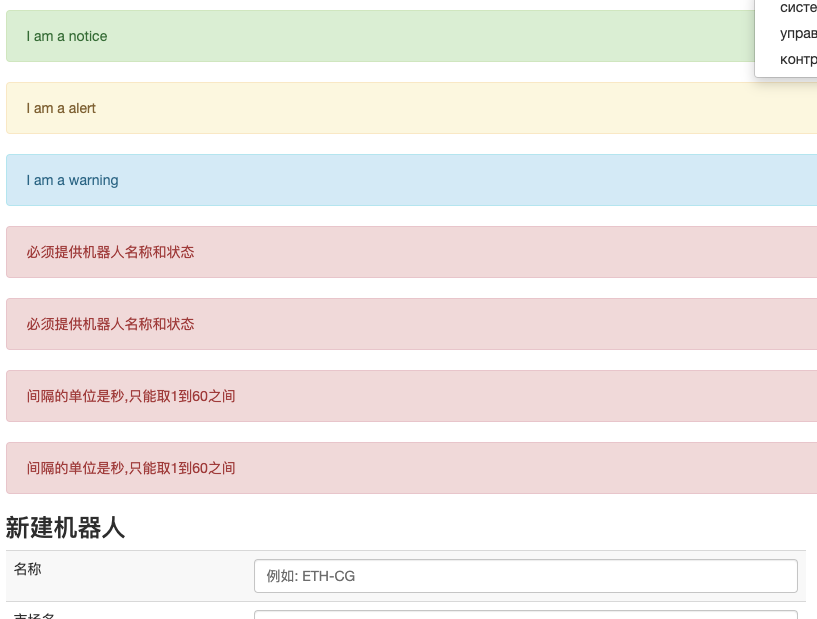 систе
управ
контр
I am a notice
I am a alert
I am a warning
必须提供机器人名称和状态
必须提供机器人名称和状态
间隔的单位是秒,只能取1到60之间
间隔的单位是秒,只能取1到60之间
新建机器人
名称
例如: ETH-CG
市场名